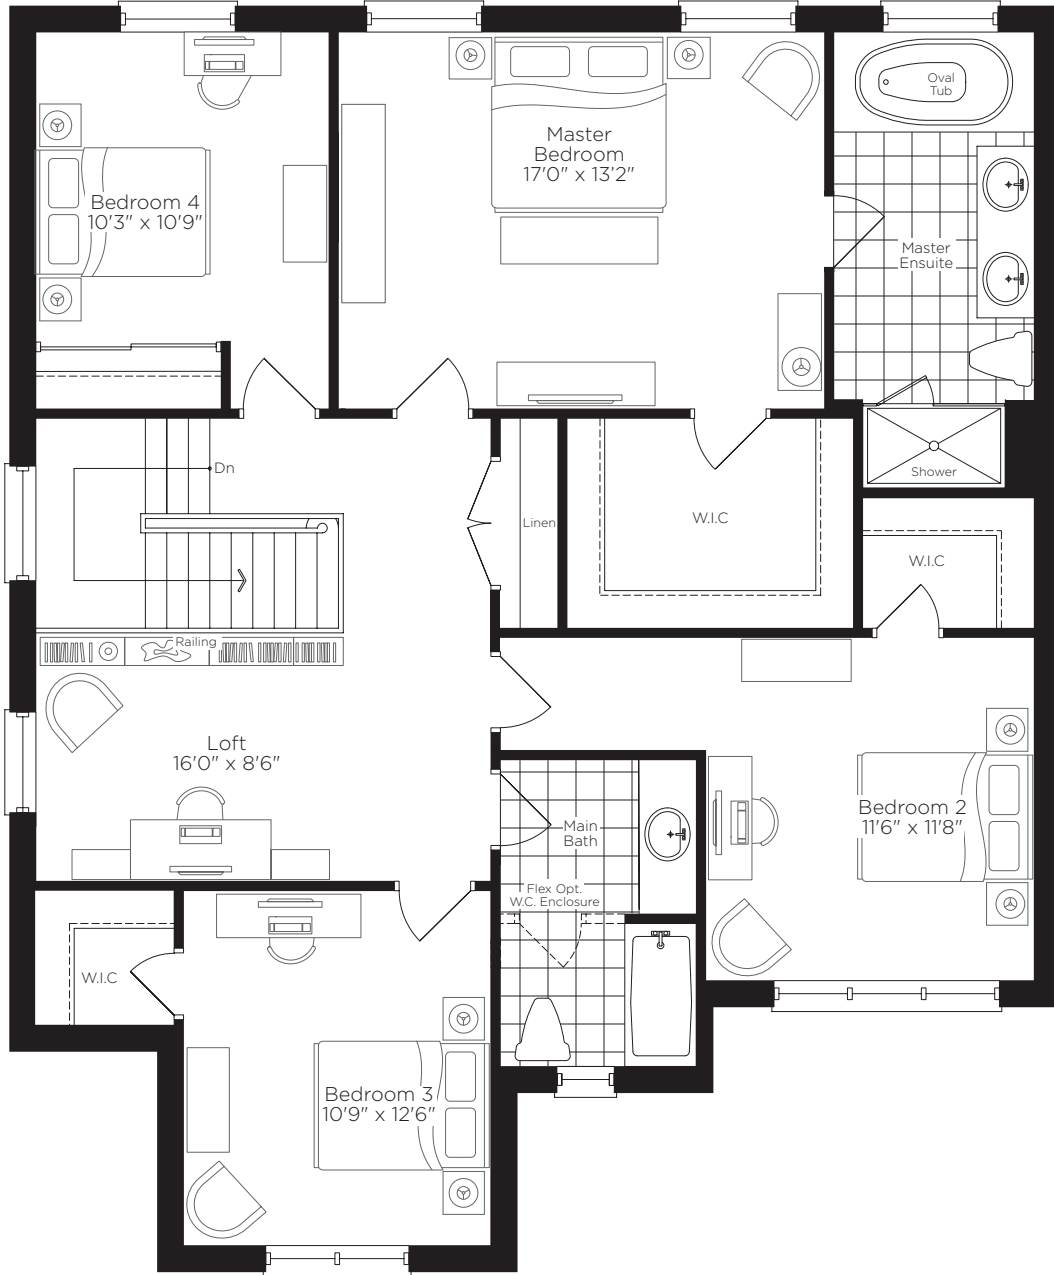 Oval
Tub
Master
Bedroom
17'0" x 13'2"
Bedroom 4
10'3" x 10'9"
Master
Ensuite
Dn
Shower
Linen
W.I.C
W.I.C
Railing
Loft
16'0" x 8'6"
Bedroom 2
11'6" x 11'8"
Main
Bath
Flex Opt.
W.C. Enclosure
W.I.C
Bedroom 3
10'9" x 12'6"